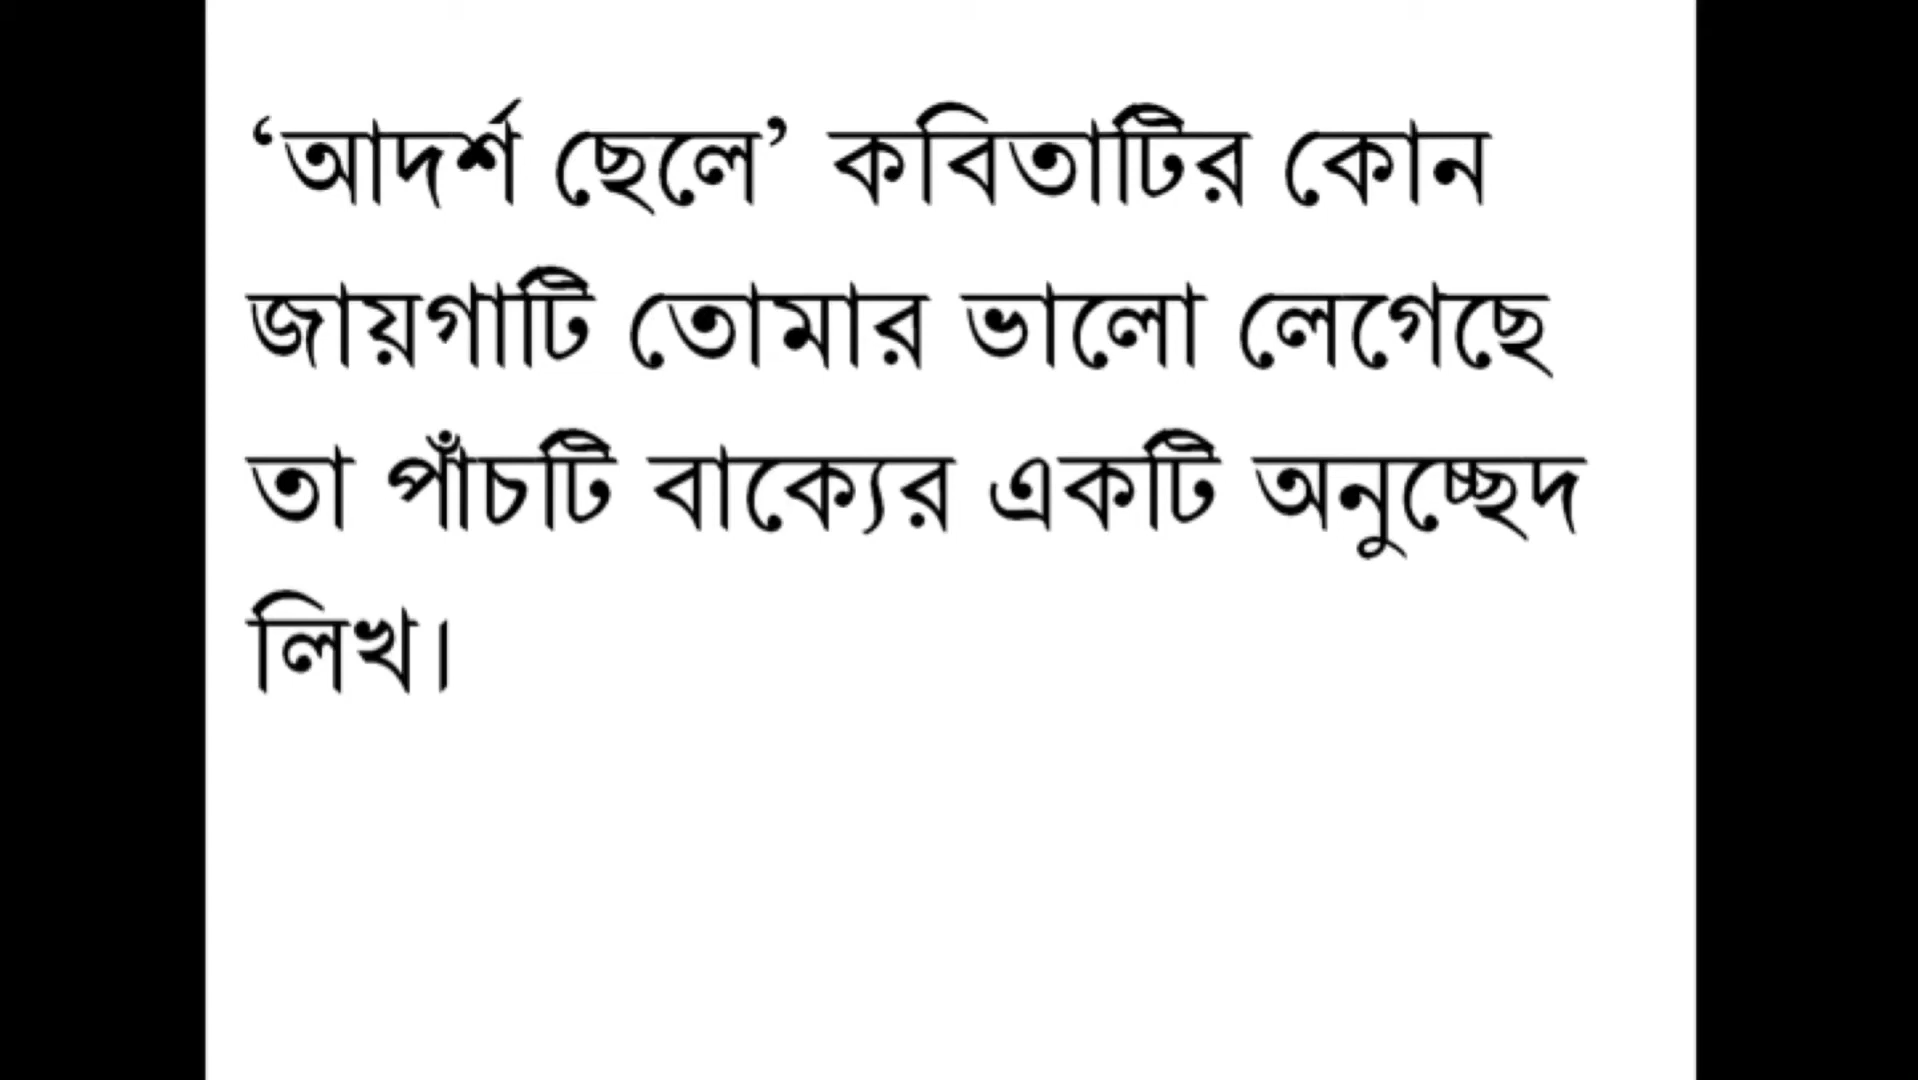 ‘আদর্শ ছেলে’ কবিতাটির কোন
জায়গাটি তোমার ভালো লেগেছে
তা পাঁচটি বাক্যের একটি অনুচ্ছেদ
লিখ।